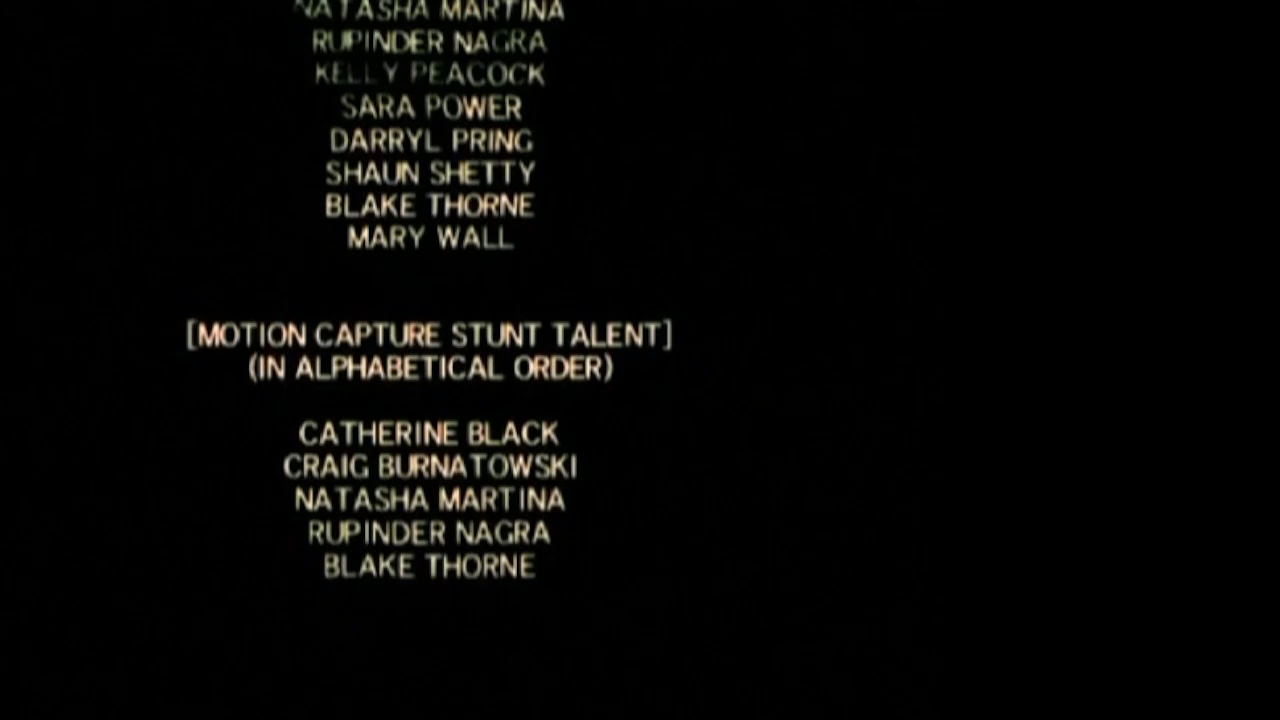 NATASHA MARTINA
RUPINDER NAGRA
KELLY PEACOCK
SARA POWER
DARRYL PRING
SHAUN SHETTY
BLAKE THORNE
MARY WALL
[MOTION CAPTURE STUNT TALENT]
(IN ALPHABETICAL ORDER)
CATHERINE BLACK
CRAIG BURNATOWSKI
NATASHA MARTINA
RUPINDER NAGRA
BLAKE THORNE